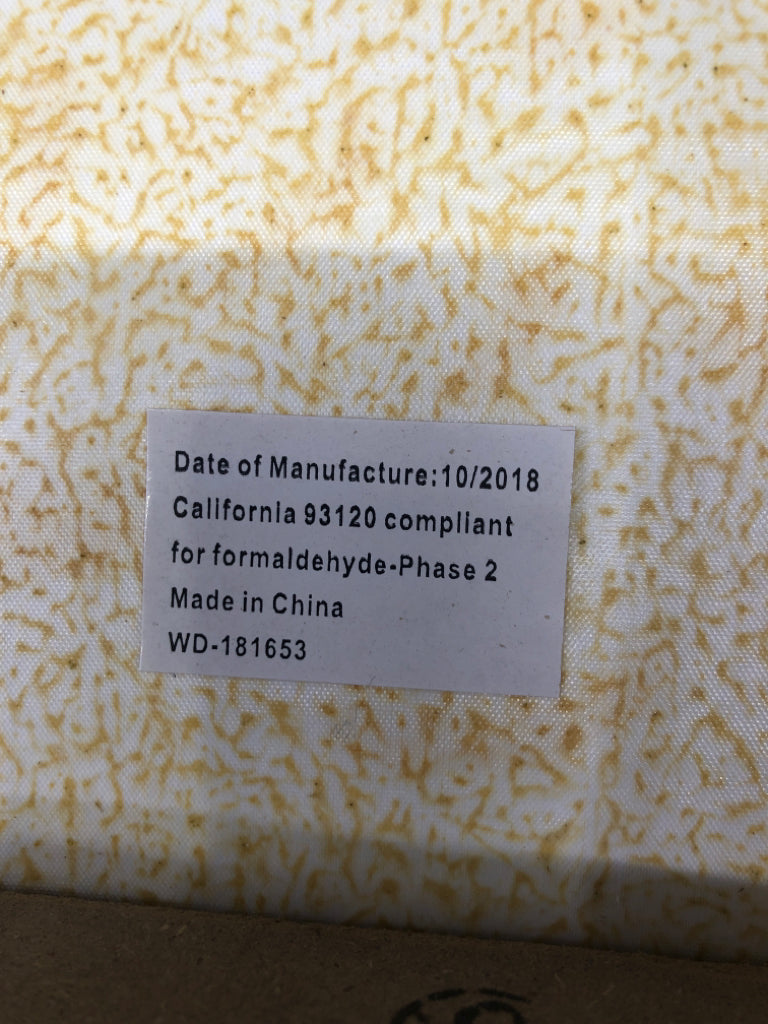 Date of Manufacture:10/2018
California 93120 compliant
for formaldehyde-Phase 2
Made in China
WD-181653